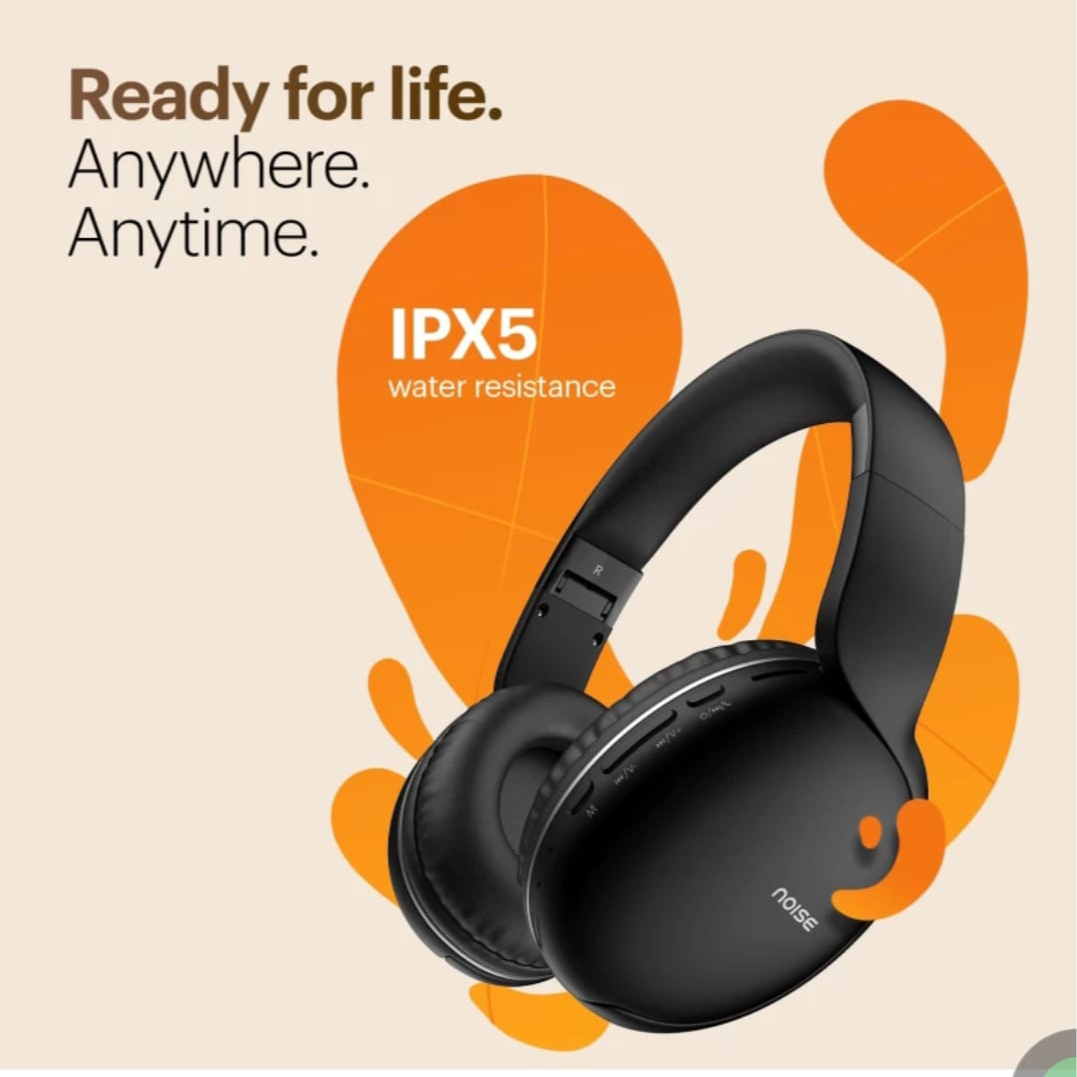 Ready for life.
Anywhere.
Anytime.
IPX5
water resistance
R
M
noise